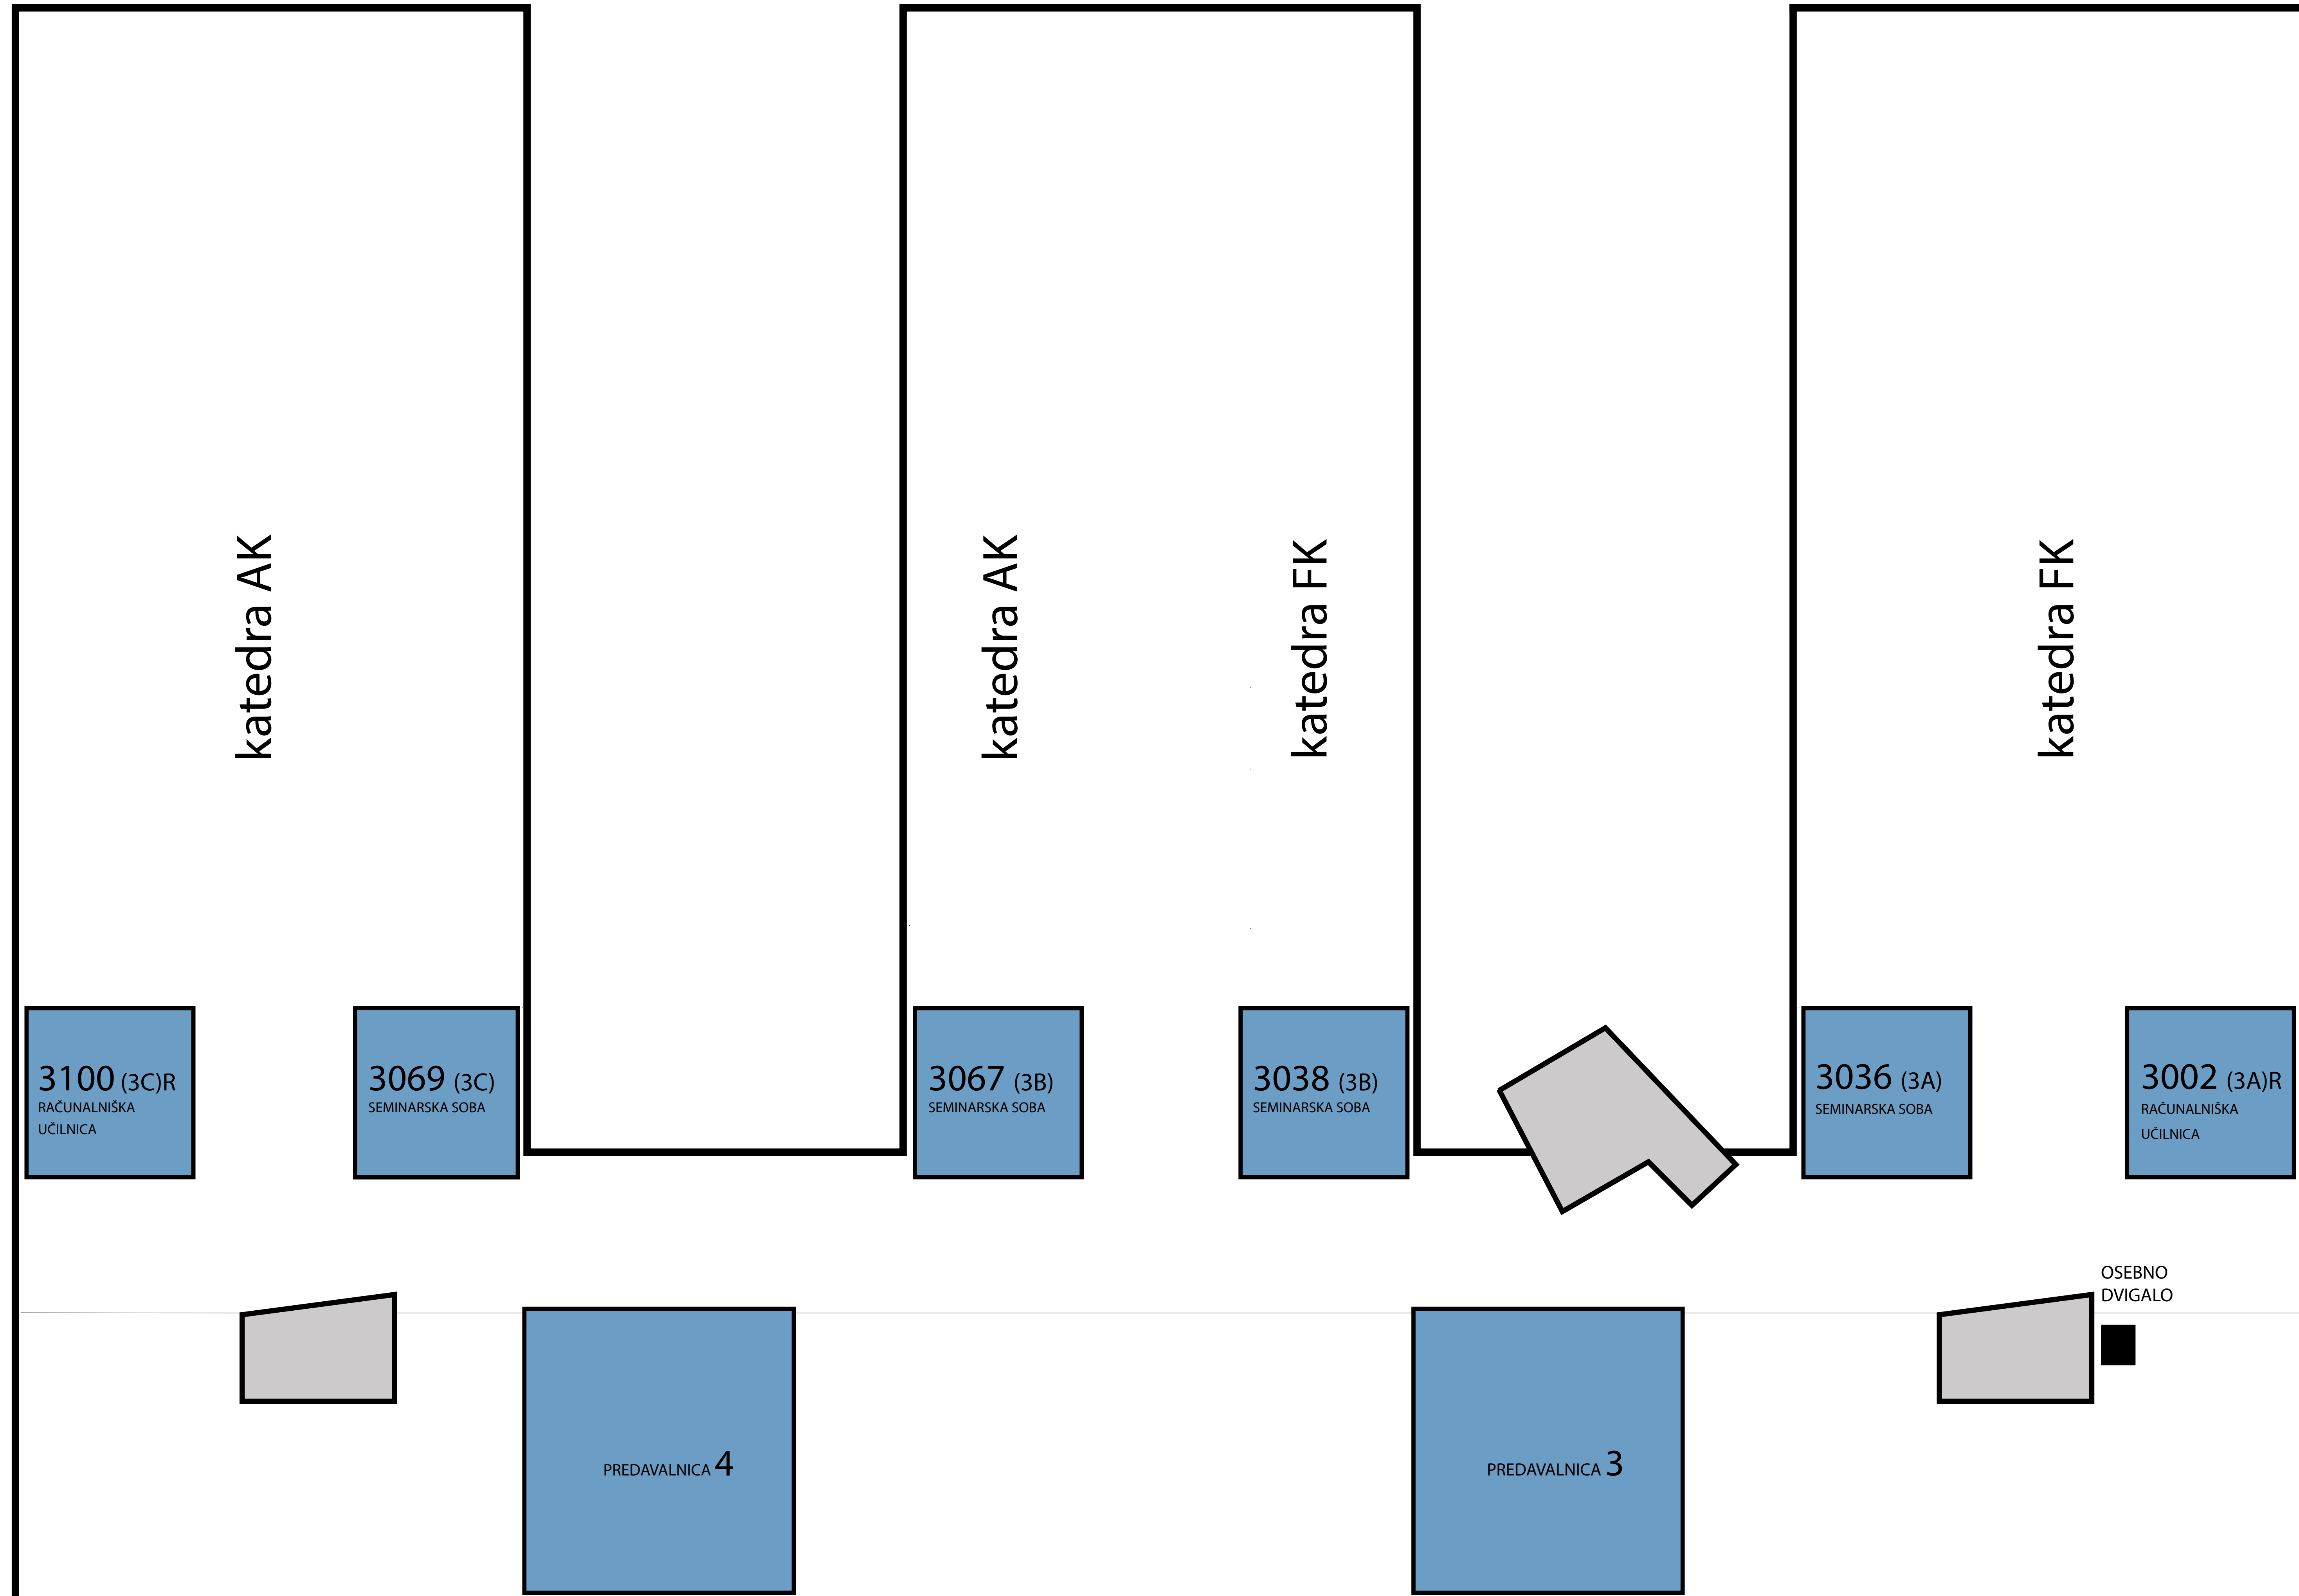 katedra AK
katedra AK
katedra FK
katedra FK
3100 (3C)R
RAČUNALNIŠKA
UČILNICA
3069 (3C)
SEMINARSKA SOBA
3067 (3B)
SEMINARSKA SOBA
3038 (3B)
SEMINARSKA SOBA
3036 (3A)
SEMINARSKA SOBA
3002 (3A)R
RAČUNALNIŠKA
UČILNICA
OSEBNO
DVIGALO
PREDAVALNICA 4
PREDAVALNICA 3